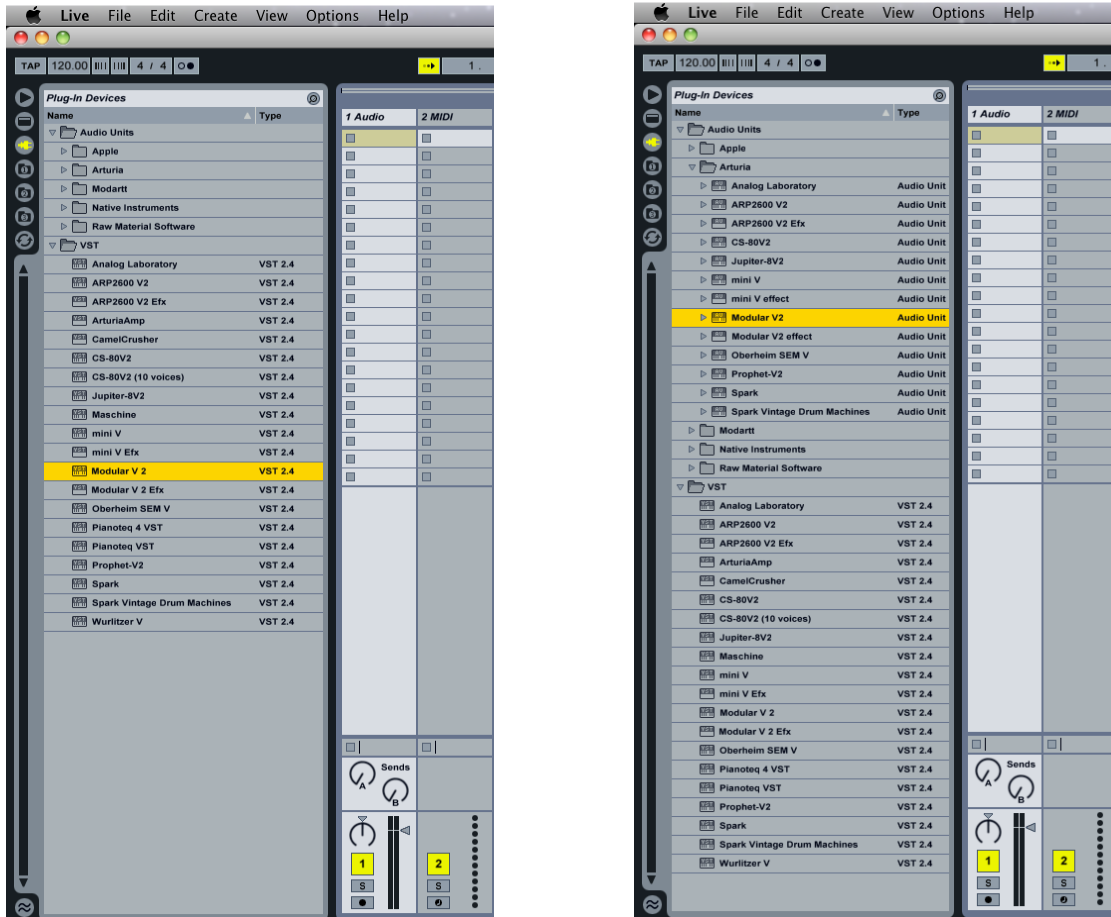 Live File Edit Create View Options Help
TAP 120.00 4 / 4 1 .
Plug-In Devices
Name Type
Audio Units
Apple
Arturia
Modartt
Native Instruments
Raw Material Software
VST
Analog Laboratory VST 2.4
ARP2600 V2 VST 2.4
ARP2600 V2 Efx VST 2.4
ArturiaAmp VST 2.4
CamelCrusher VST 2.4
CS-80V2 VST 2.4
CS-80V2 (10 voices) VST 2.4
Jupiter-8V2 VST 2.4
Maschine VST 2.4
mini V VST 2.4
mini V Efx VST 2.4
Modular V 2 VST 2.4
Modular V 2 Efx VST 2.4
Oberheim SEM V VST 2.4
Pianoteq 4 VST VST 2.4
Pianoteq VST VST 2.4
Prophet-V2 VST 2.4
Spark VST 2.4
Spark Vintage Drum Machines VST 2.4
Wurlitzer V VST 2.4
1 Audio 2 MIDI
Sends
A
B
1 2
S S
Live File Edit Create View Options Help
TAP 120.00 4 / 4 1 .
Plug-In Devices
Name Type
Audio Units
Apple
Arturia
Analog Laboratory Audio Unit
ARP2600 V2 Audio Unit
ARP2600 V2 Efx Audio Unit
CS-80V2 Audio Unit
Jupiter-8V2 Audio Unit
mini V Audio Unit
mini V effect Audio Unit
Modular V2 Audio Unit
Modular V2 effect Audio Unit
Oberheim SEM V Audio Unit
Prophet-V2 Audio Unit
Spark Audio Unit
Spark Vintage Drum Machines Audio Unit
Modartt
Native Instruments
Raw Material Software
VST
Analog Laboratory VST 2.4
ARP2600 V2 VST 2.4
ARP2600 V2 Efx VST 2.4
ArturiaAmp VST 2.4
CamelCrusher VST 2.4
CS-80V2 VST 2.4
CS-80V2 (10 voices) VST 2.4
Jupiter-8V2 VST 2.4
Maschine VST 2.4
mini V VST 2.4
mini V Efx VST 2.4
Modular V 2 VST 2.4
Modular V 2 Efx VST 2.4
Oberheim SEM V VST 2.4
Pianoteq 4 VST VST 2.4
Pianoteq VST VST 2.4
Prophet-V2 VST 2.4
Spark VST 2.4
Spark Vintage Drum Machines VST 2.4
Wurlitzer V VST 2.4
1 Audio 2 MIDI
Sends
A
B
1 2
S S